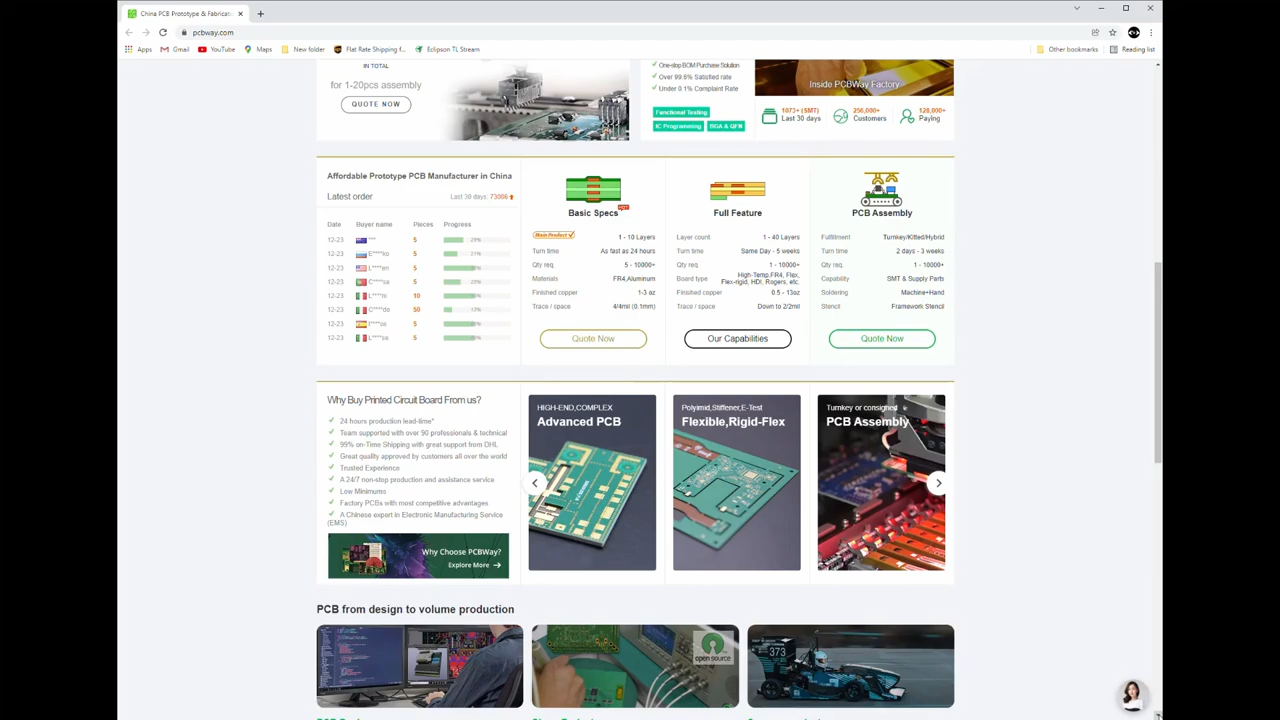 China PCB Prototype & Fabricat
pcbway.com
Apps
Gmail
YouTube
Maps
New folder
Flat Rate Shipping f...
Eclipson TL Stream
Other bookmarks
Reading list
IN TOTAL
for 1-20pcs assembly
QUOTE NOW
One-stop BOM Purchase Solution
Over 99.6% Satisfied rate
Under 0.1% Complaint Rate
Functional Testing
IC Programming
BGA & QFN
Inside PCBWay Factory
1073+ (SMT)
Last 30 days
256,000+
Customers
128,800+
Paying
Affordable Prototype PCB Manufacturer in China
Latest order
Last 30 days:
Date Buyer name Pieces Progress
12-23 *** 5
12-23 5
12-23 5
12-23 5
12-23 10
12-23 50
12-23 5
12-23 5
HOT
Basic Specs
Main Product
1 - 10 Layers
Turn time As fast as 24 hours
Qty req. 5 - 10000+
Materials FR4,Aluminum
Finished copper 1-3 oz
Trace / space 4/4mil (0.1mm)
Quote Now
Full Feature
Layer count 1 - 40 Layers
Turn time Same Day - 5 weeks
Qty req. 1 - 10000+
Board type High-Temp.FR4, Flex,
Flex-rigid, HDI, Rogers, etc.
Finished copper 0.5 - 13oz
Trace / space Down to 2/2mil
Our Capabilities
PCB Assembly
Fulfillment Turnkey/Kitted/Hybrid
Turn time 2 days - 3 weeks
Qty req. 1 - 10000+
Capability SMT & Supply Parts
Soldering Machine+Hand
Stencil Framework Stencil
Quote Now
Why Buy Printed Circuit Board From us?
24 hours production lead-time*
Team supported with over 90 professionals & technical
99% on-Time Shipping with great support from DHL
Great quality approved by customers all over the world
Trusted Experience
A 24/7 non-stop production and assistance service
Low Minimums
Factory PCBs with most competitive advantages
A Chinese expert in Electronic Manufacturing Service
(EMS)
Why Choose PCBWay?
Explore More
HIGH-END,COMPLEX
Advanced PCB
Polyimid,Stiffener,E-Test
Flexible,Rigid-Flex
Turnkey or consigned
PCB Assembly
PCB from design to volume production
open source
373